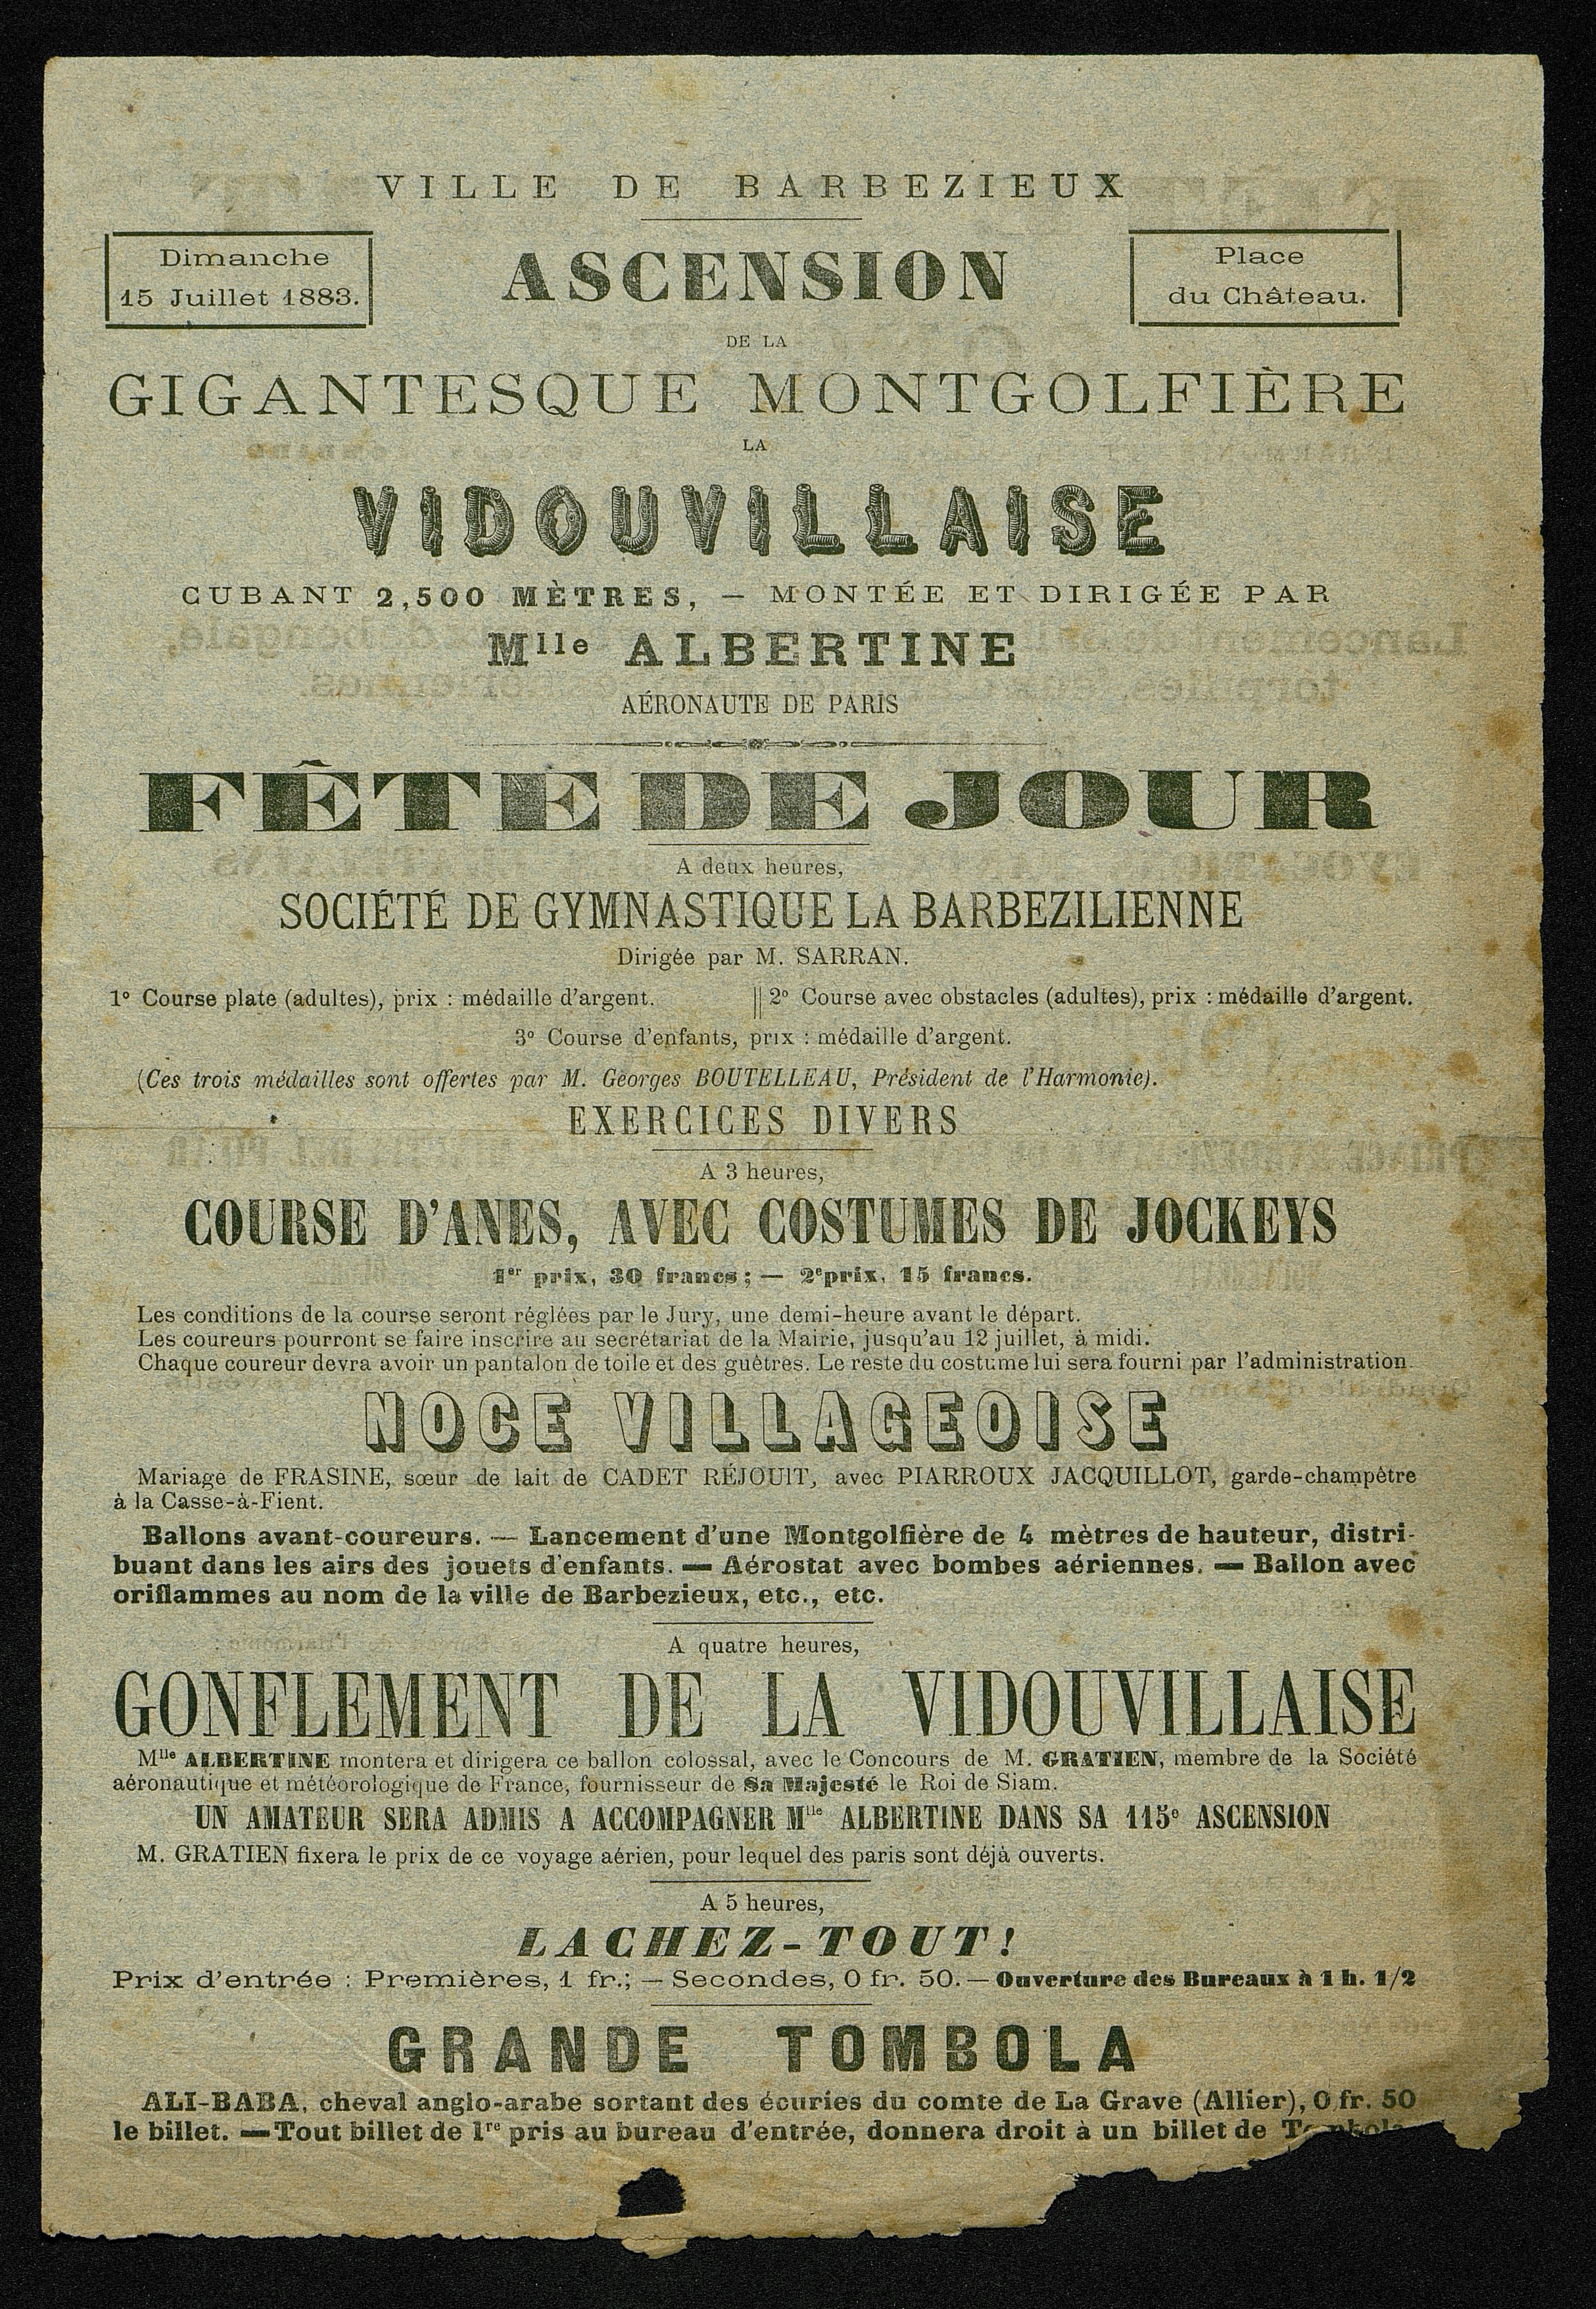 VILLE DE BARBEZIEUX
Dimanche
15 Juillet 1883.
ASCENSION
Place
du Château.
DE LA
GIGANTESQUE MONTGOLFIÈRE
LA
VIDOUVILLAISE
CUBANT 2,500 MÈTRES, — MONTÉE ET DIRIGÉE PAR
Mlle ALBERTINE
AÉRONAUTE DE PARIS
FÊTE DE JOUR
A deux heures,
SOCIÉTÉ DE GYMNASTIQUE LA BARBEZILIENNE
Dirigée par M. SARRAN.
1° Course plate (adultes), prix : médaille d'argent. || 2° Course avec obstacles (adultes), prix : médaille d'argent.
3° Course d'enfants, prix : médaille d'argent.
(Ces trois médailles sont offertes par M. Georges BOUTELLEAU, Président de l'Harmonie).
EXERCICES DIVERS
A 3 heures,
COURSE D'ANES, AVEC COSTUMES DE JOCKEYS
1er prix, 30 francs ; — 2e prix, 15 francs.
Les conditions de la course seront réglées par le Jury, une demi-heure avant le départ.
Les coureurs pourront se faire inscrire au secrétariat de la Mairie, jusqu'au 12 juillet, à midi.
Chaque coureur devra avoir un pantalon de toile et des guêtres. Le reste du costume lui sera fourni par l'administration.
NOCE VILLAGEOISE
Mariage de FRASINE, sœur de lait de CADET RÉJOUIT, avec PIARROUX JACQUILLOT, garde-champêtre
à la Casse-à-Fient.
Ballons avant-coureurs. — Lancement d'une Montgolfière de 4 mètres de hauteur, distri-
buant dans les airs des jouets d'enfants. — Aérostat avec bombes aériennes. — Ballon avec
oriflammes au nom de la ville de Barbezieux, etc., etc.
A quatre heures,
GONFLEMENT DE LA VIDOUVILLAISE
Mlle ALBERTINE montera et dirigera ce ballon colossal, avec le Concours de M. GRATIEN, membre de la Société
aéronautique et météorologique de France, fournisseur de Sa Majesté le Roi de Siam.
UN AMATEUR SERA ADMIS A ACCOMPAGNER Mlle ALBERTINE DANS SA 115e ASCENSION
M. GRATIEN fixera le prix de ce voyage aérien, pour lequel des paris sont déjà ouverts.
A 5 heures,
LACHEZ-TOUT!
Prix d'entrée : Premières, 1 fr.; — Secondes, 0 fr. 50. — Ouverture des Bureaux à 1 h. 1/2
GRANDE TOMBOLA
ALI-BABA, cheval anglo-arabe sortant des écuries du comte de La Grave (Allier), 0 fr. 50
le billet. — Tout billet de 1re pris au bureau d'entrée, donnera droit à un billet de